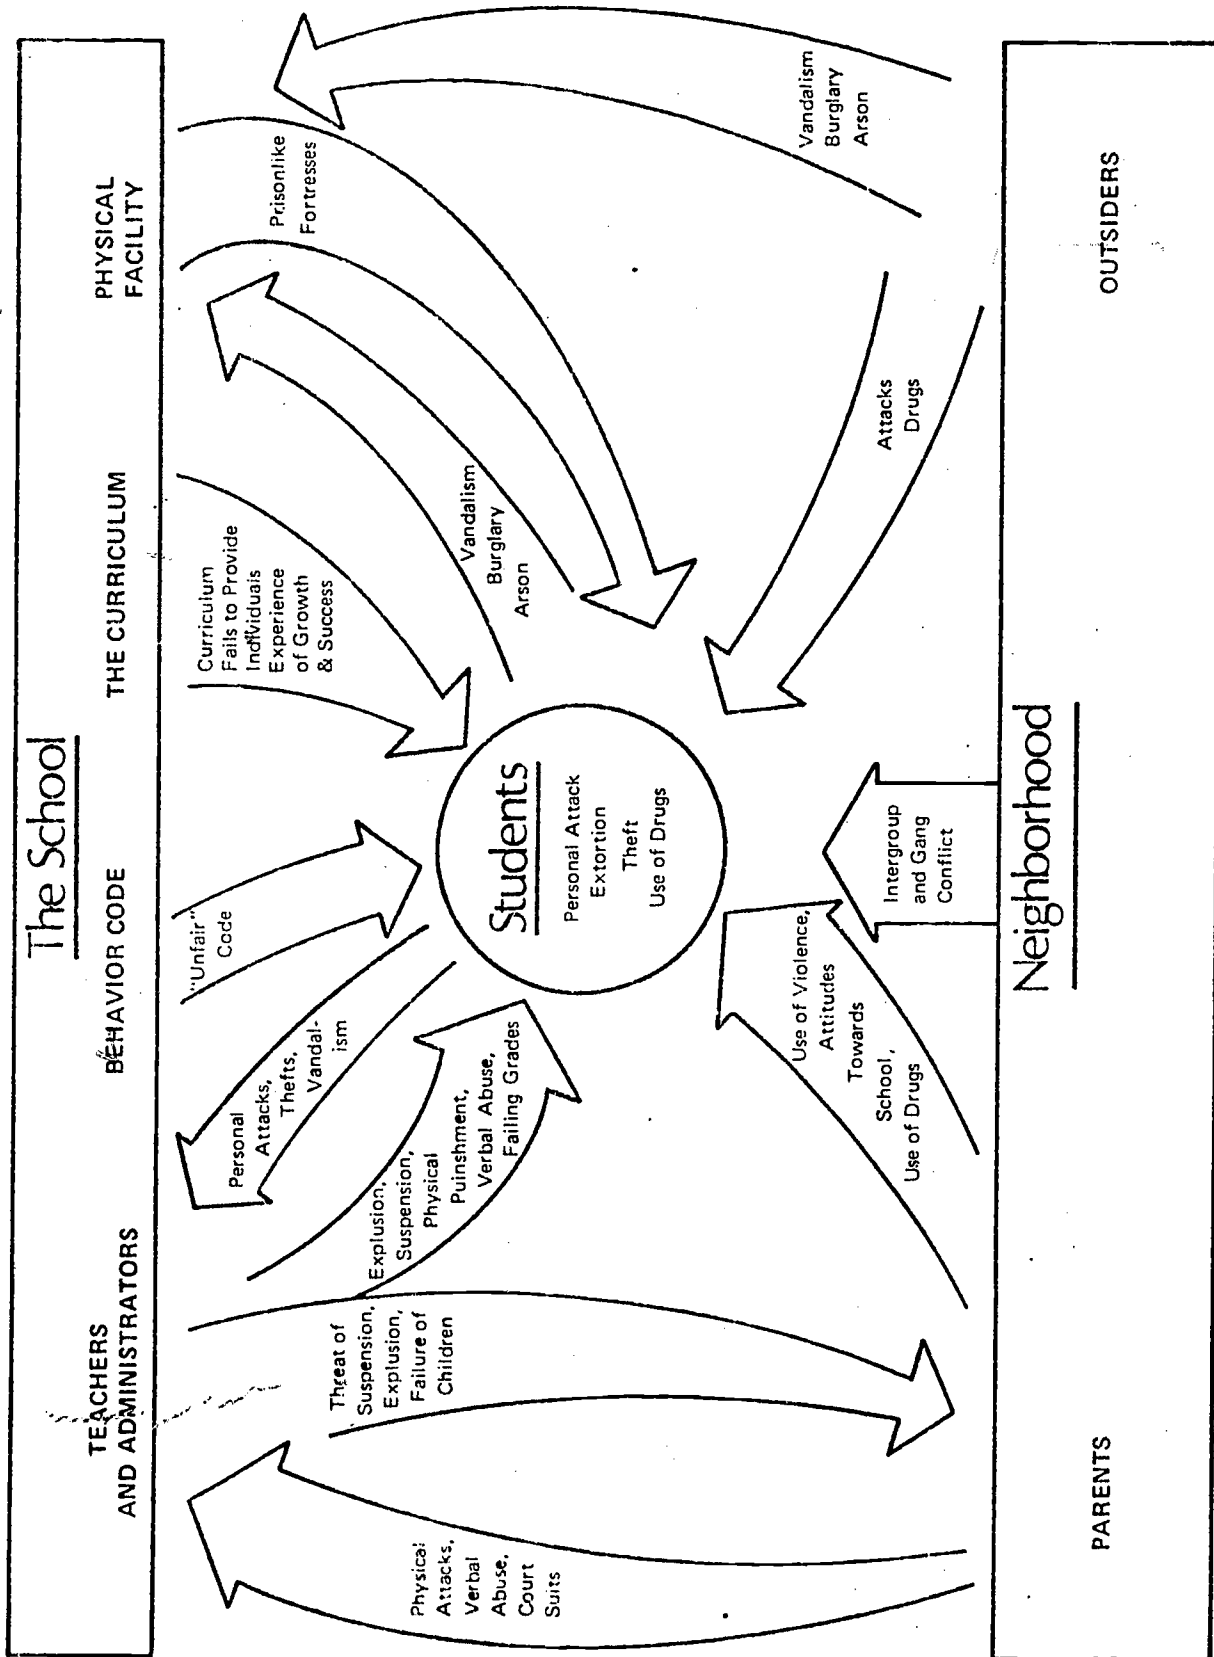 The School
TEACHERS
AND ADMINISTRATORS
BEHAVIOR CODE
THE CURRICULUM
PHYSICAL
FACILITY
Physical
Attacks,
Verbal
Abuse,
Court
Suits
Threat of
Suspension,
Explusion,
Failure of
Children
Explusion,
Suspension,
Physical
Puinshment,
Verbal Abuse,
Failing Grades
Personal
Attacks,
Thefts,
Vandal-
ism
"Unfair"
Code
Curriculum
Fails to Provide
Individuals
Experience
of Growth
& Success
Vandalism
Burglary
Arson
Prisonlike
Fortresses
Vandalism
Burglary
Arson
Students
Personal Attack
Extortion
Theft
Use of Drugs
Use of Violence,
Attitudes
Towards
School,
Use of Drugs
Intergroup
and Gang
Conflict
Attacks
Drugs
Neighborhood
PARENTS
OUTSIDERS